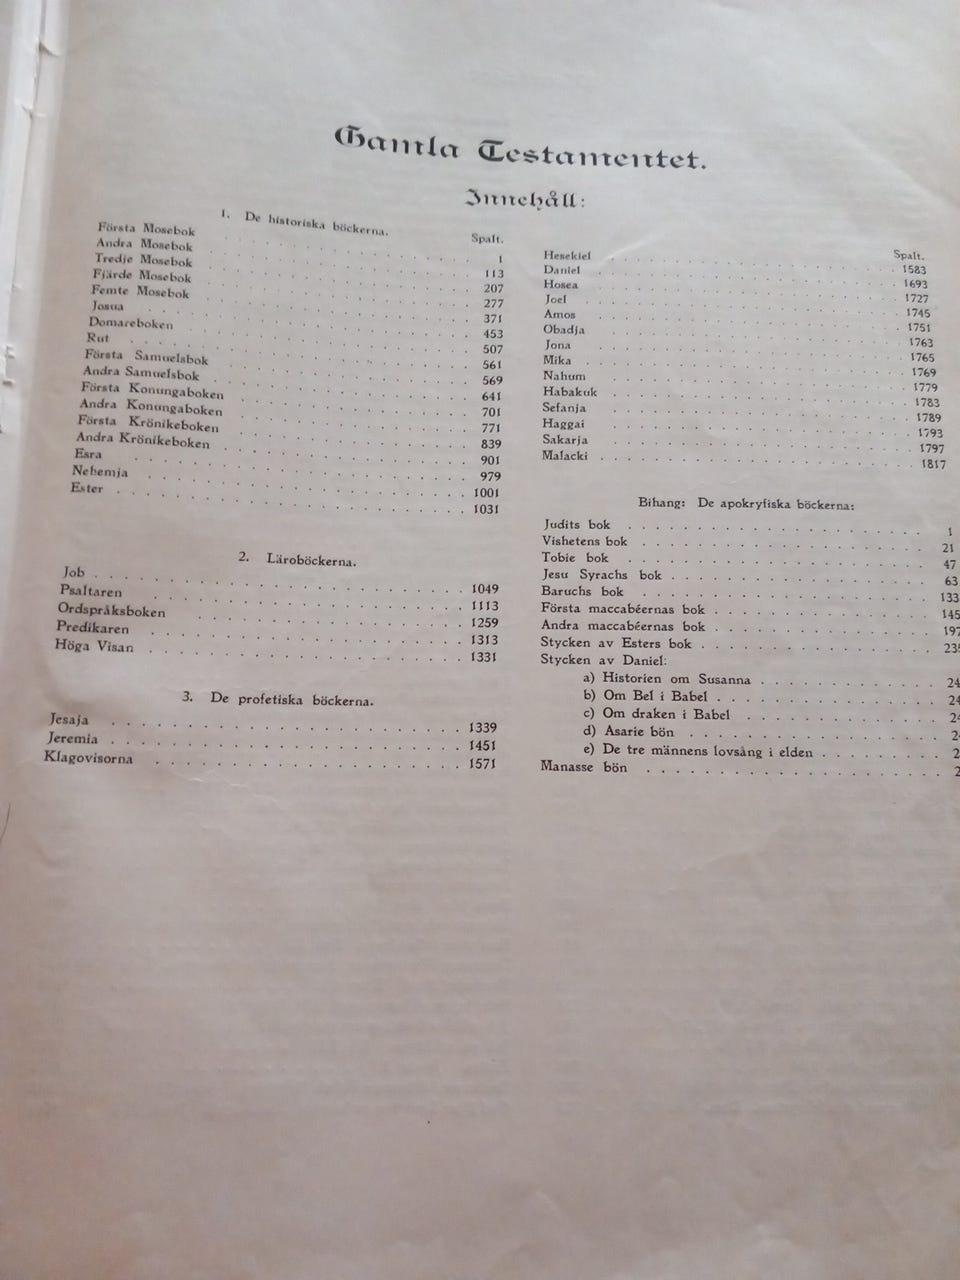 Gamla Testamentet.
Innehåll:
1. De historiska böckerna.
Spalt.
Första Mosebok 1
Andra Mosebok 113
Tredje Mosebok 207
Fjärde Mosebok 277
Femte Mosebok 371
Josua 453
Domareboken 507
Rut 561
Första Samuelsbok 569
Andra Samuelsbok 641
Första Konungaboken 701
Andra Konungaboken 771
Första Krönikeboken 839
Andra Krönikeboken 901
Esra 979
Nehemja 1001
Ester 1031
2. Läroböckerna.
Job 1049
Psaltaren 1113
Ordspråksboken 1259
Predikaren 1313
Höga Visan 1331
3. De profetiska böckerna.
Jesaja 1339
Jeremia 1451
Klagovisorna 1571
Spalt.
Hesekiel 1583
Daniel 1693
Hosea 1727
Joel 1745
Amos 1751
Obadja 1763
Jona 1765
Mika 1769
Nahum 1779
Habakuk 1783
Sefanja 1789
Haggai 1793
Sakarja 1797
Malacki 1817
Bihang: De apokryfiska böckerna:
Judits bok 1
Vishetens bok 21
Tobie bok 47
Jesu Syrachs bok 63
Baruchs bok 133
Första maccabéernas bok 145
Andra maccabéernas bok 197
Stycken av Esters bok
Stycken av Daniel:
a) Historien om Susanna
b) Om Bel i Babel
c) Om draken i Babel
d) Asarie bön
e) De tre männens lovsång i elden
Manasse bön